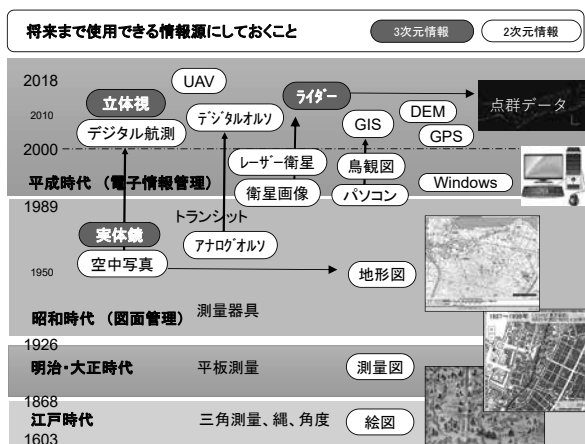 将来まで使用できる情報源にしておくこと
3次元情報
2次元情報
2018
UAV
立体視
ライダー
2010
デジタル航測
デジタルオルソ
GIS
DEM
点群データ
GPS
2000
レーザー衛星
鳥観図
平成時代 (電子情報管理)
衛星画像
パソコン
Windows
1989
トランシット
実体鏡
アナログオルソ
空中写真
1950
地形図
昭和時代 (図面管理)
測量器具
1926
明治・大正時代
平板測量
測量図
1868
江戸時代
三角測量、縄、角度
絵図
1603